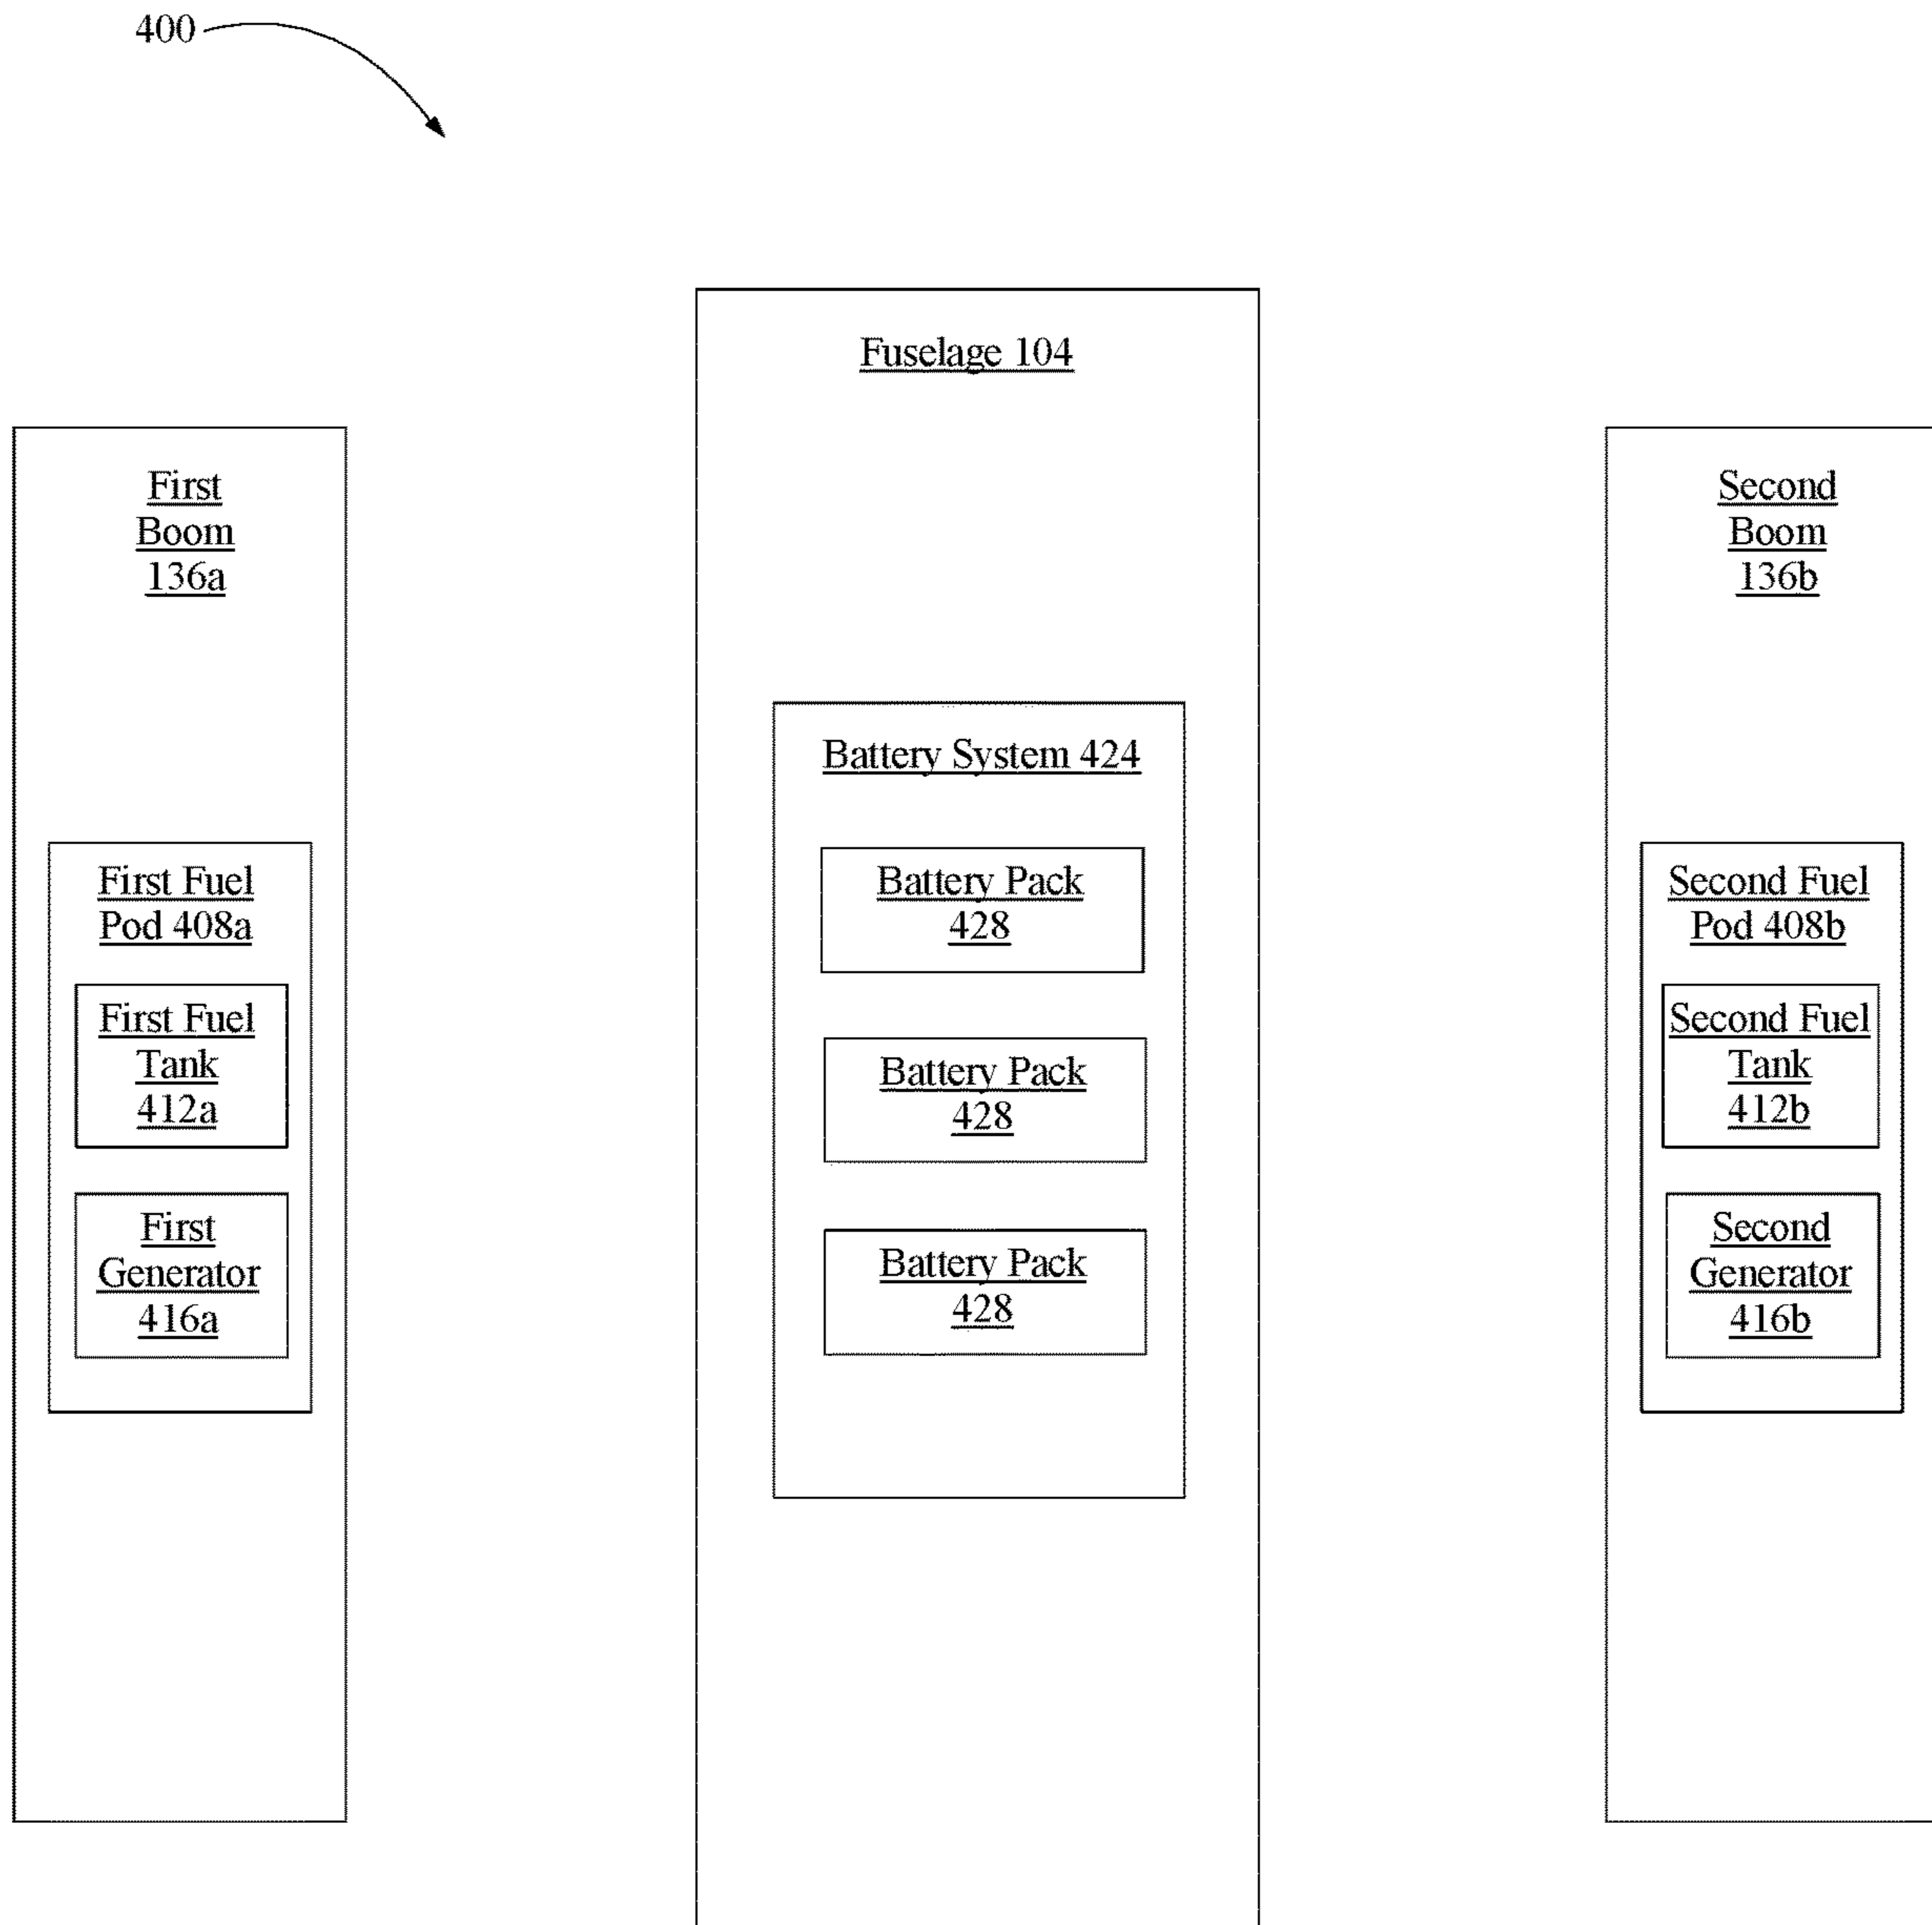 400
Fuselage 104
First
Boom
136a
Second
Boom
136b
Battery System 424
First Fuel
Pod 408a
First Fuel
Tank
412a
First
Generator
416a
Battery Pack
428
Battery Pack
428
Battery Pack
428
Second Fuel
Pod 408b
Second Fuel
Tank
412b
Second
Generator
416b